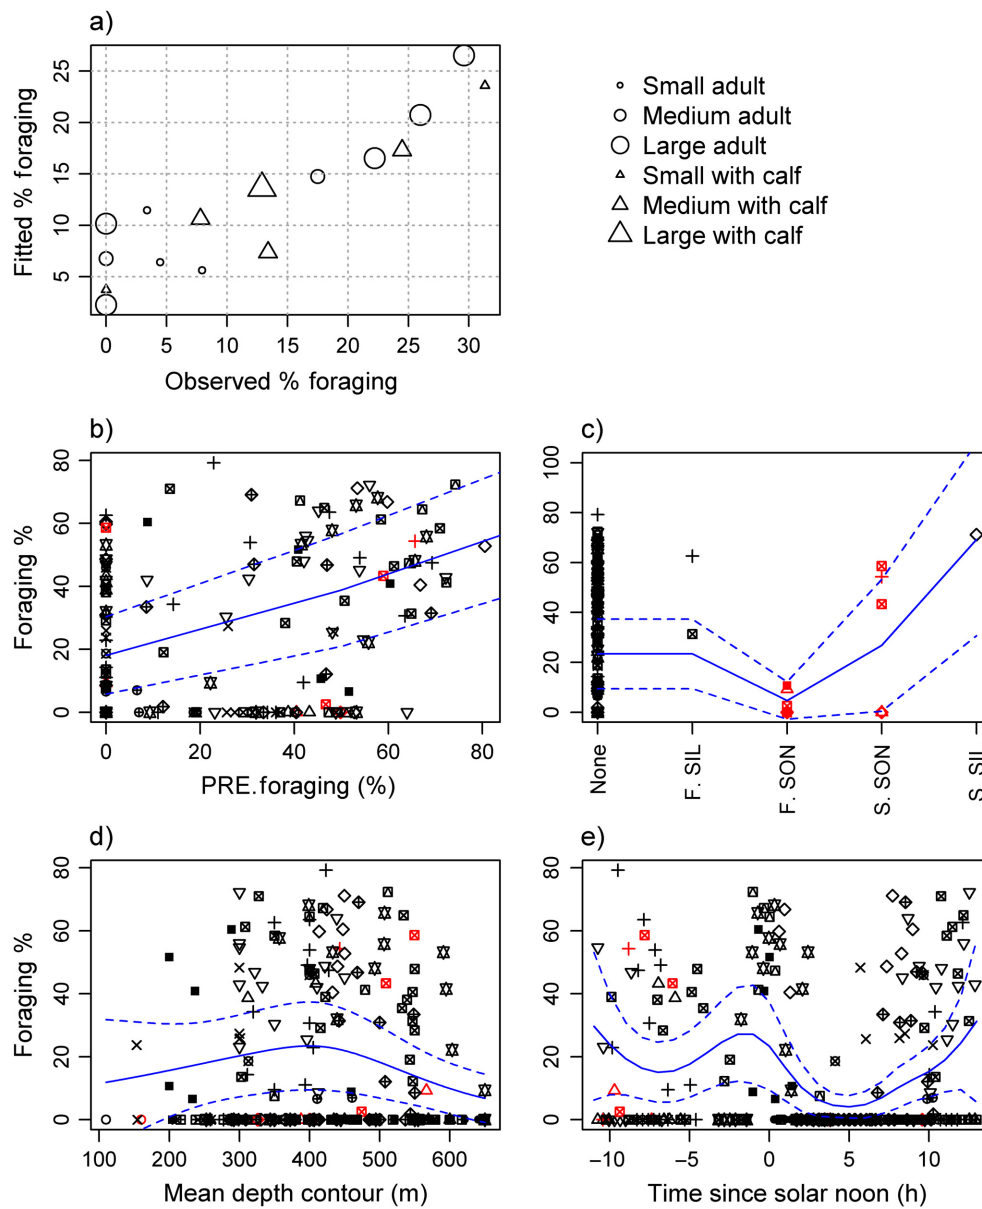 a)
Fitted % foraging
25
20
15
10
5
0 5 10 15 20 25 30
Observed % foraging
Small adult
Medium adult
Large adult
Small with calf
Medium with calf
Large with calf
b)
Foraging %
80
60
40
20
0
0 20 40 60 80
PRE.foraging (%)
c)
100
80
60
40
20
0
None
F. SIL
F. SON
S. SON
S. SIL
d)
Foraging %
80
60
40
20
0
100 200 300 400 500 600
Mean depth contour (m)
e)
80
60
40
20
0
−10 −5 0 5 10
Time since solar noon (h)